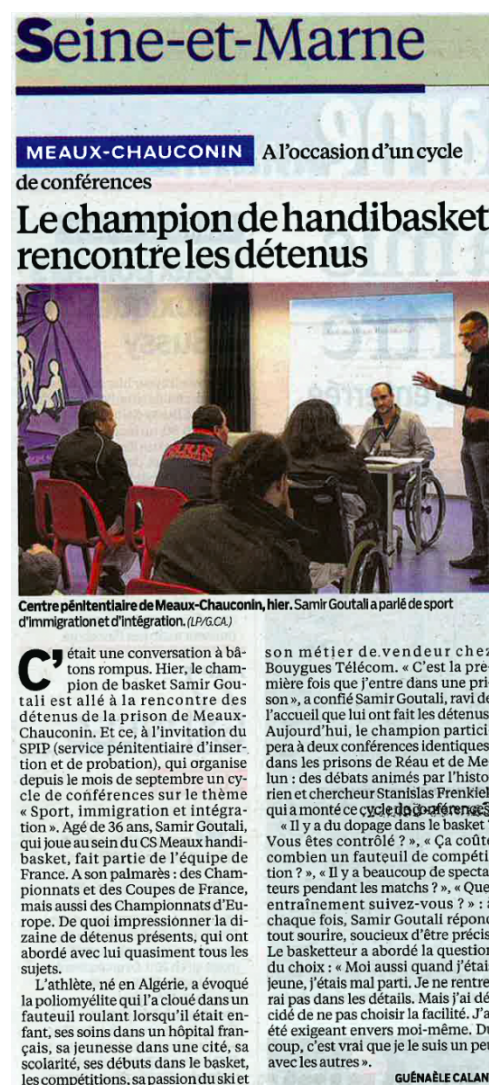 Seine-et-Marne
MEAUX-CHAUCONIN A l'occasion d'un cycle
de conférences
Le champion de handibasket
rencontre les détenus
PARIS
Centre pénitentiaire de Meaux-Chauconin, hier. Samir Goutali a parlé de sport
d'immigration et d'intégration. (LP/G.CA.)
C'était une conversation à bâ-
tons rompus. Hier, le cham-
pion de basket Samir Gou-
tali est allé à la rencontre des
détenus de la prison de Meaux-
Chauconin. Et ce, à l'invitation du
SPIP (service pénitentiaire d'inser-
tion et de probation), qui organise
depuis le mois de septembre un cy-
cle de conférences sur le thème
« Sport, immigration et intégra-
tion ». Agé de 36 ans, Samir Goutali,
qui joue au sein du CS Meaux handi-
basket, fait partie de l'équipe de
France. A son palmarès : des Cham-
pionnats et des Coupes de France,
mais aussi des Championnats d'Eu-
rope. De quoi impressionner la di-
zaine de détenus présents, qui ont
abordé avec lui quasiment tous les
sujets.
L'athlète, né en Algérie, a évoqué
la poliomyélite qui l'a cloué dans un
fauteuil roulant lorsqu'il était en-
fant, ses soins dans un hôpital fran-
çais, sa jeunesse dans une cité, sa
scolarité, ses débuts dans le basket,
les compétitions, sa passion du ski et
son métier de vendeur chez
Bouygues Télécom. « C'est la pre-
mière fois que j'entre dans une pri-
son », a confié Samir Goutali, ravi de
l'accueil que lui ont fait les détenus.
Aujourd'hui, le champion partici-
pera à deux conférences identiques
dans les prisons de Réau et de Me-
lun : des débats animés par l'histo-
rien et chercheur Stanislas Frenkiel
qui a monté ce cycle de conférences.
« Il y a du dopage dans le basket ?
Vous êtes contrôlé ? », « Ça coûte
combien un fauteuil de compéti-
tion ? », « Il y a beaucoup de specta-
teurs pendant les matchs ? », « Quel
entraînement suivez-vous ? » : à
chaque fois, Samir Goutali répond
tout sourire, soucieux d'être précis.
Le basketteur a abordé la question
du choix : « Moi aussi quand j'étais
jeune, j'étais mal parti. Je ne rentre-
rai pas dans les détails. Mais j'ai dé-
cidé de ne pas choisir la facilité. J'ai
été exigeant envers moi-même. Du
coup, c'est vrai que je le suis un peu
avec les autres ».
GUÉNAÈLE CALANT